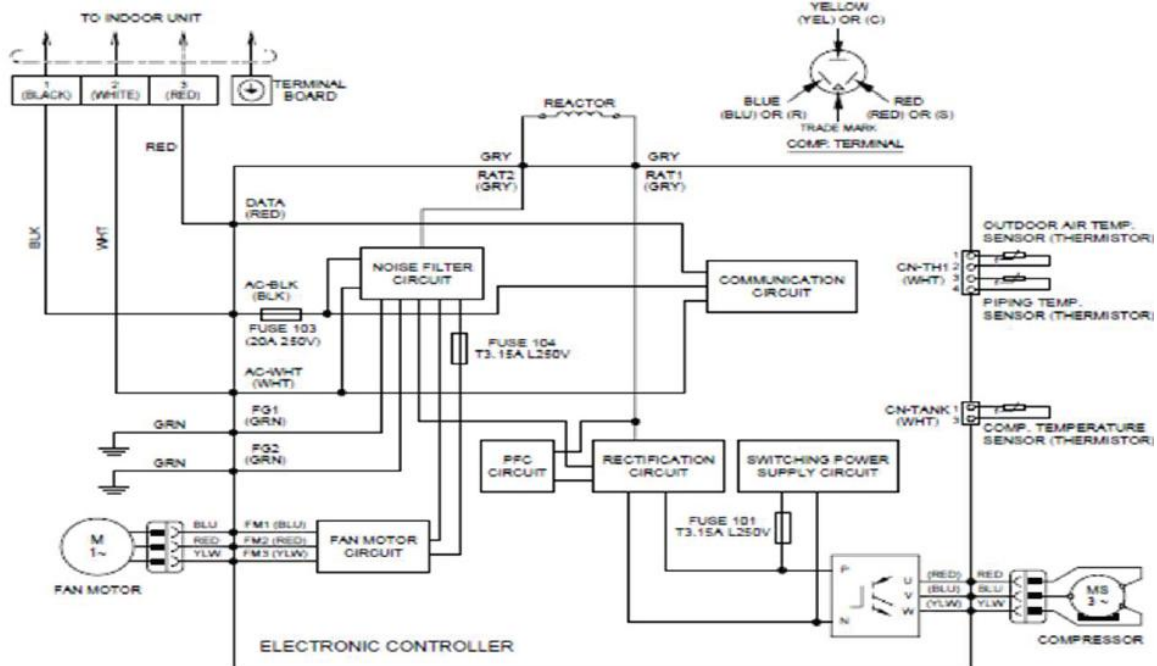 TO INDOOR UNIT
1
(BLACK)
2
(WHITE)
3
(RED)
TERMINAL
BOARD
YELLOW
(YEL) OR (C)
BLUE
(BLU) OR (R)
RED
(RED) OR (S)
TRADE MARK
COMP. TERMINAL
REACTOR
RED
GRY
GRY
RAT2
(GRY)
RAT1
(GRY)
BLK
WHT
DATA
(RED)
NOISE FILTER
CIRCUIT
COMMUNICATION
CIRCUIT
OUTDOOR AIR TEMP.
SENSOR (THERMISTOR)
CN-TH1
(WHT)
1
2
3
4
PIPING TEMP.
SENSOR (THERMISTOR)
AC-BLK
(BLK)
FUSE 103
(20A 250V)
FUSE 104
T3.15A L250V
AC-WHT
(WHT)
GRN
FG1
(GRN)
GRN
FG2
(GRN)
CN-TANK
(WHT)
1
3
COMP. TEMPERATURE
SENSOR (THERMISTOR)
PFC
CIRCUIT
RECTIFICATION
CIRCUIT
SWITCHING POWER
SUPPLY CIRCUIT
FUSE 101
T3.15A L250V
M
1~
FAN MOTOR
BLU
RED
YLW
FM1 (BLU)
FM2 (RED)
FM3 (YLW)
FAN MOTOR
CIRCUIT
P
N
U
V
W
(RED)
(BLU)
(YLW)
RED
BLU
YLW
MS
3~
COMPRESSOR
ELECTRONIC CONTROLLER